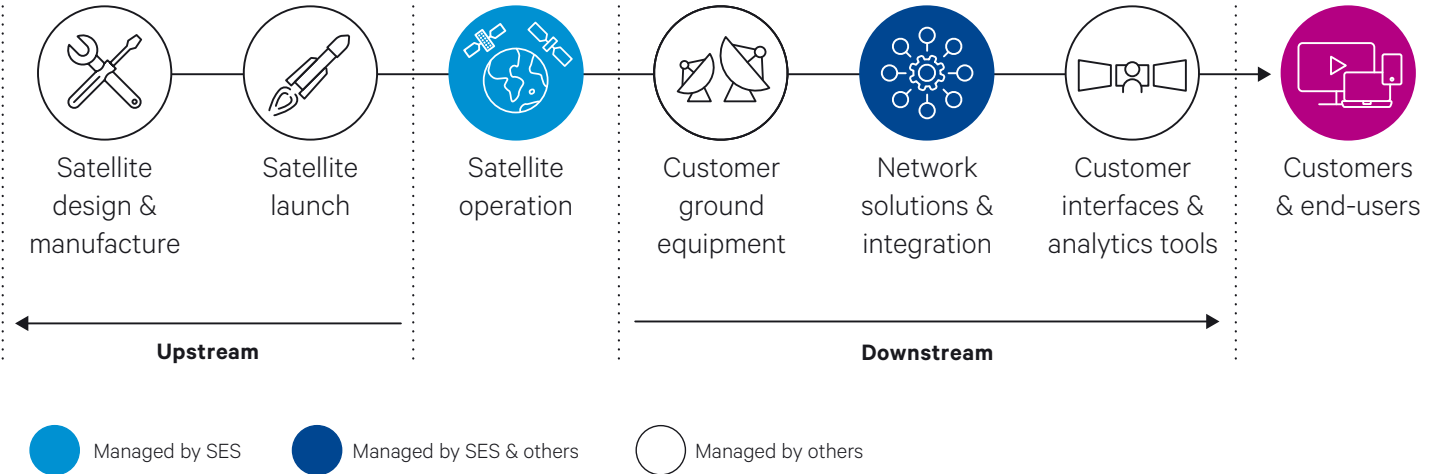 Satellite
design &
manufacture
Satellite
launch
Satellite
operation
Customer
ground
equipment
Network
solutions &
integration
Customer
interfaces &
analytics tools
Customers
& end-users
Upstream
Downstream
Managed by SES
Managed by SES & others
Managed by others